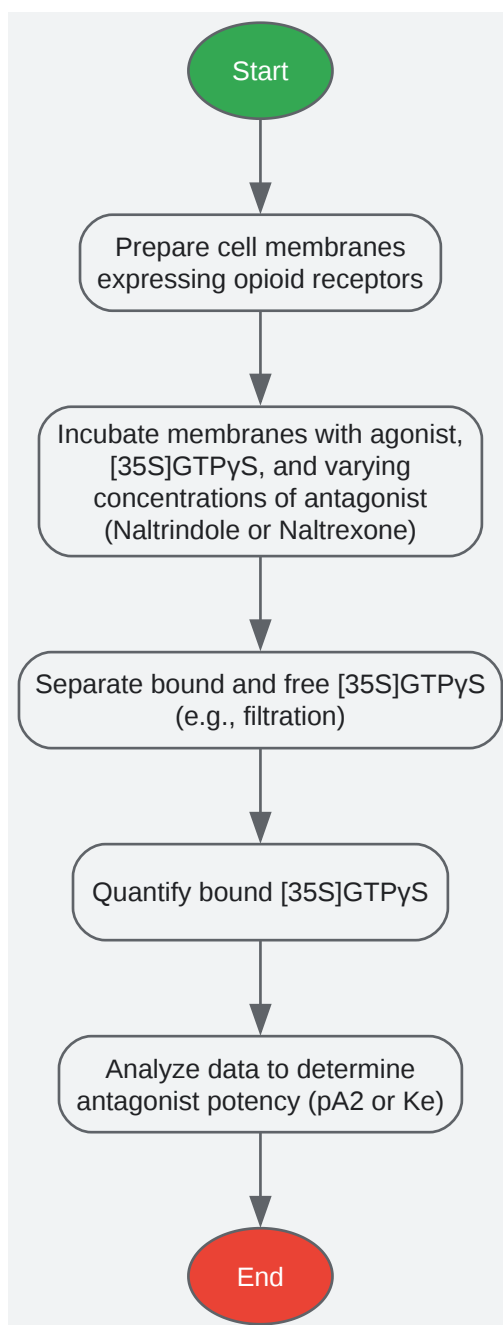 Start
Prepare cell membranes
expressing opioid receptors
Incubate membranes with agonist,
[35S]GTPγS, and varying
concentrations of antagonist
(Naltrindole or Naltrexone)
Separate bound and free [35S]GTPγS
(e.g., filtration)
Quantify bound [35S]GTPγS
Analyze data to determine
antagonist potency (pA2 or Ke)
End